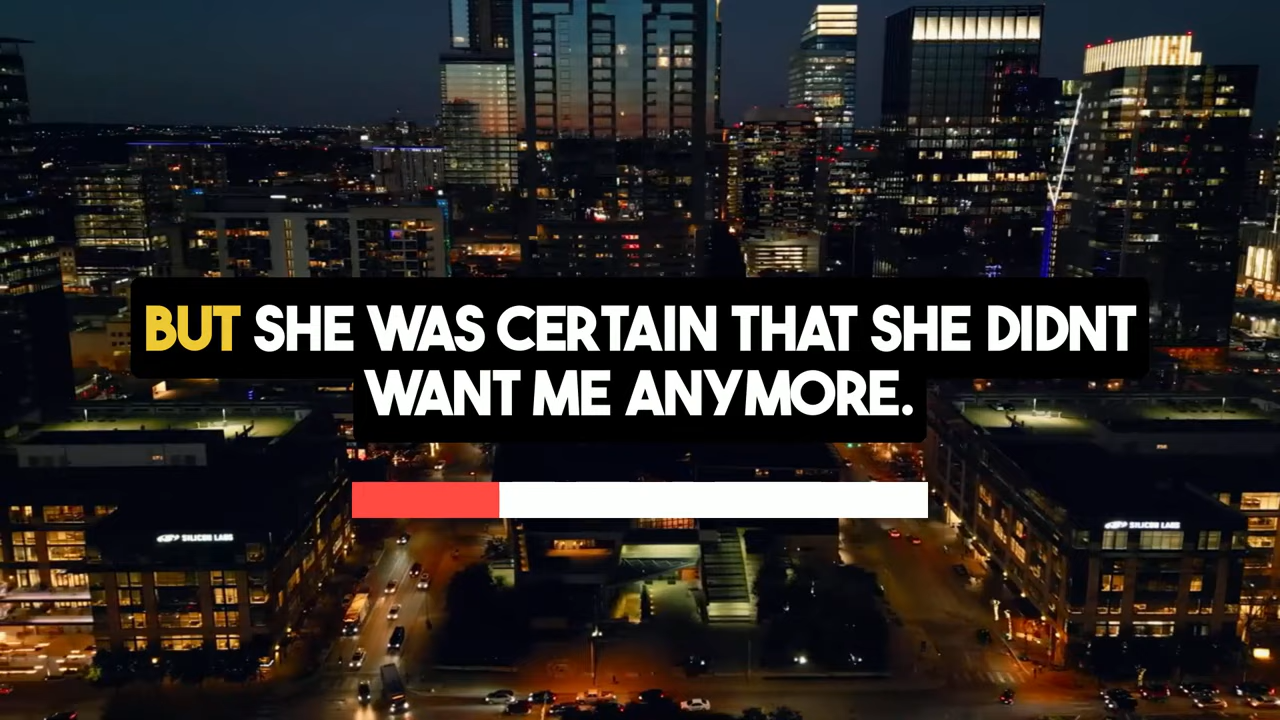 BUT SHE WAS CERTAIN THAT SHE DIDNT
WANT ME ANYMORE.
SILICON LABS
SILICON LABS